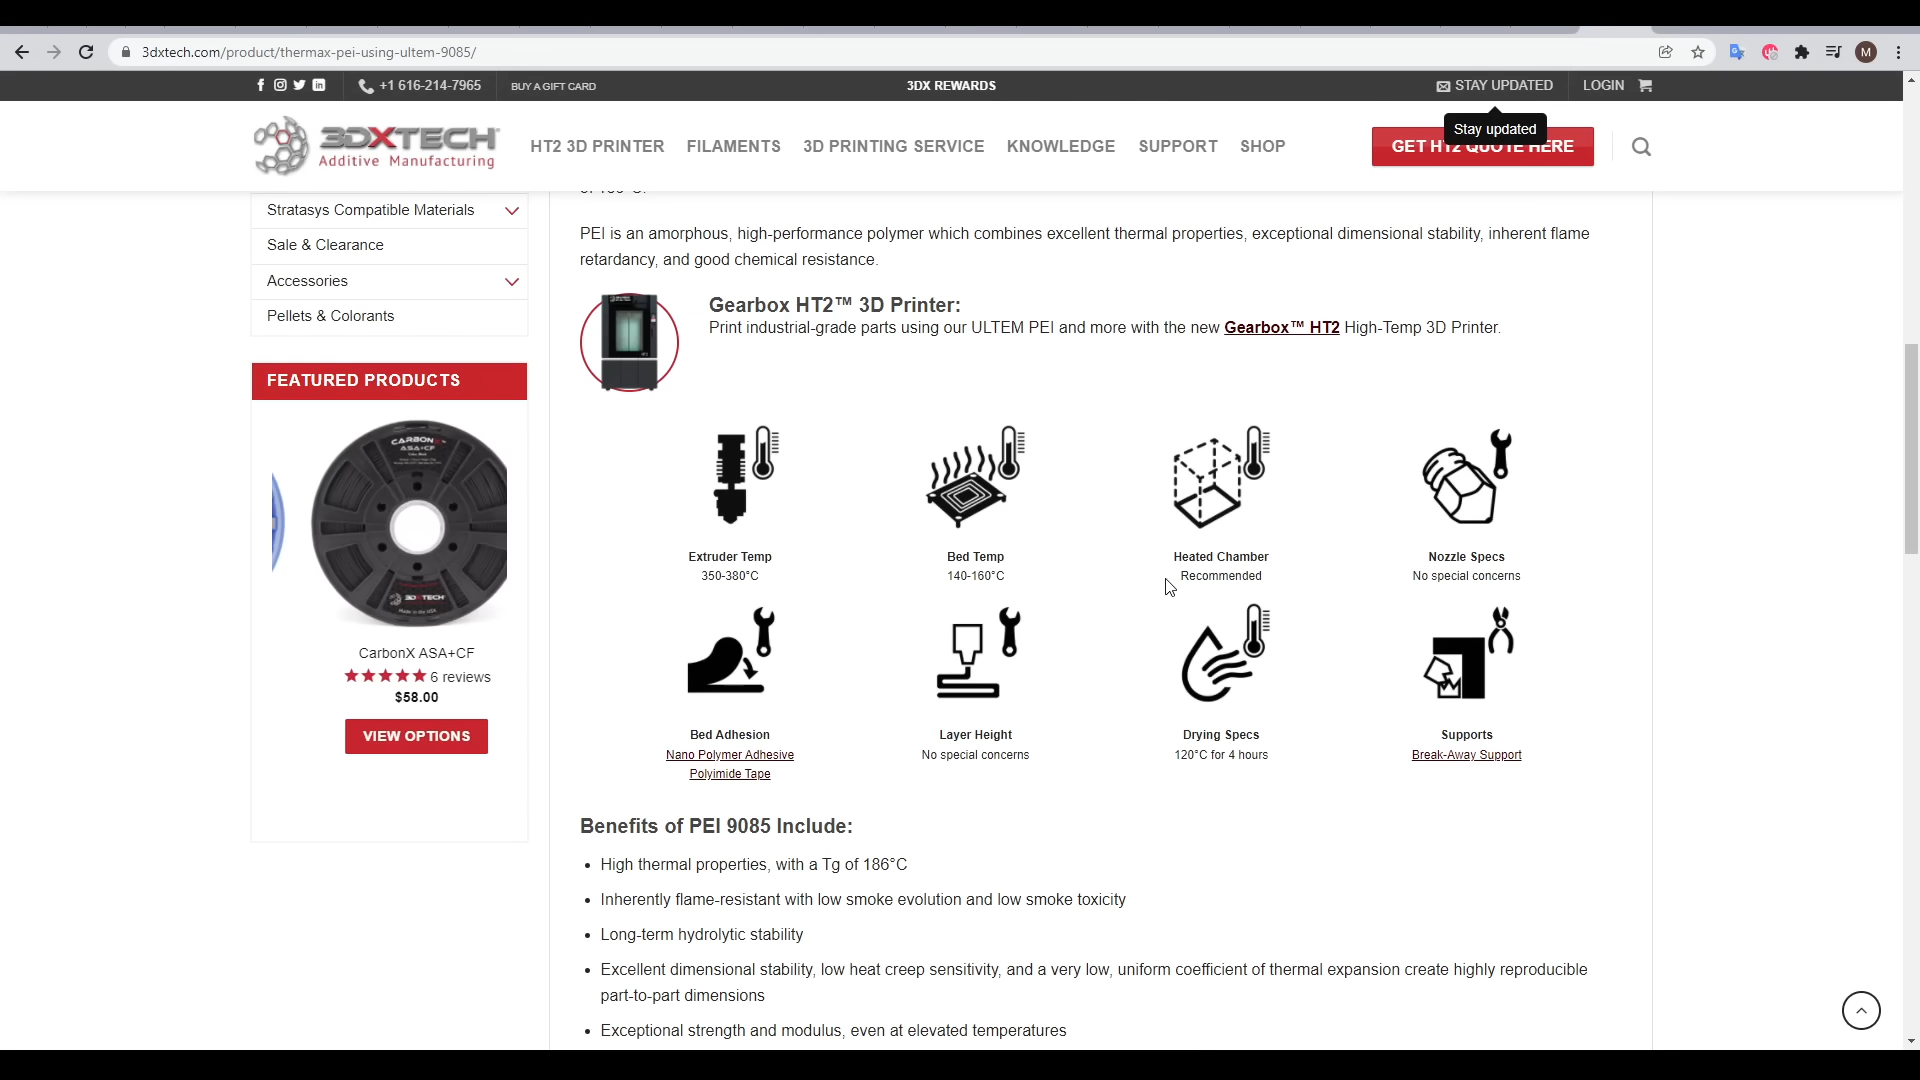 3dxtech.com/product/thermax-pei-using-ultem-9085/
M
+1 616-214-7965
BUY A GIFT CARD
3DX REWARDS
STAY UPDATED
LOGIN
3DXTECH
Additive Manufacturing
HT2 3D PRINTER
FILAMENTS
3D PRINTING SERVICE
KNOWLEDGE
SUPPORT
SHOP
Stay updated
GET HT2 QUOTE HERE
Stratasys Compatible Materials
Sale & Clearance
Accessories
Pellets & Colorants
FEATURED PRODUCTS
CARBONX
ASA+CF
3DXTECH
Made in the USA
CarbonX ASA+CF
6 reviews
$58.00
VIEW OPTIONS
PEI is an amorphous, high-performance polymer which combines excellent thermal properties, exceptional dimensional stability, inherent flame
retardancy, and good chemical resistance.
Gearbox HT2™ 3D Printer:
Print industrial-grade parts using our ULTEM PEI and more with the new Gearbox™ HT2 High-Temp 3D Printer.
Extruder Temp
350-380°C
Bed Temp
140-160°C
Heated Chamber
Recommended
Nozzle Specs
No special concerns
Bed Adhesion
Nano Polymer Adhesive
Polyimide Tape
Layer Height
No special concerns
Drying Specs
120°C for 4 hours
Supports
Break-Away Support
Benefits of PEI 9085 Include:
• High thermal properties, with a Tg of 186°C
• Inherently flame-resistant with low smoke evolution and low smoke toxicity
• Long-term hydrolytic stability
• Excellent dimensional stability, low heat creep sensitivity, and a very low, uniform coefficient of thermal expansion create highly reproducible
part-to-part dimensions
• Exceptional strength and modulus, even at elevated temperatures